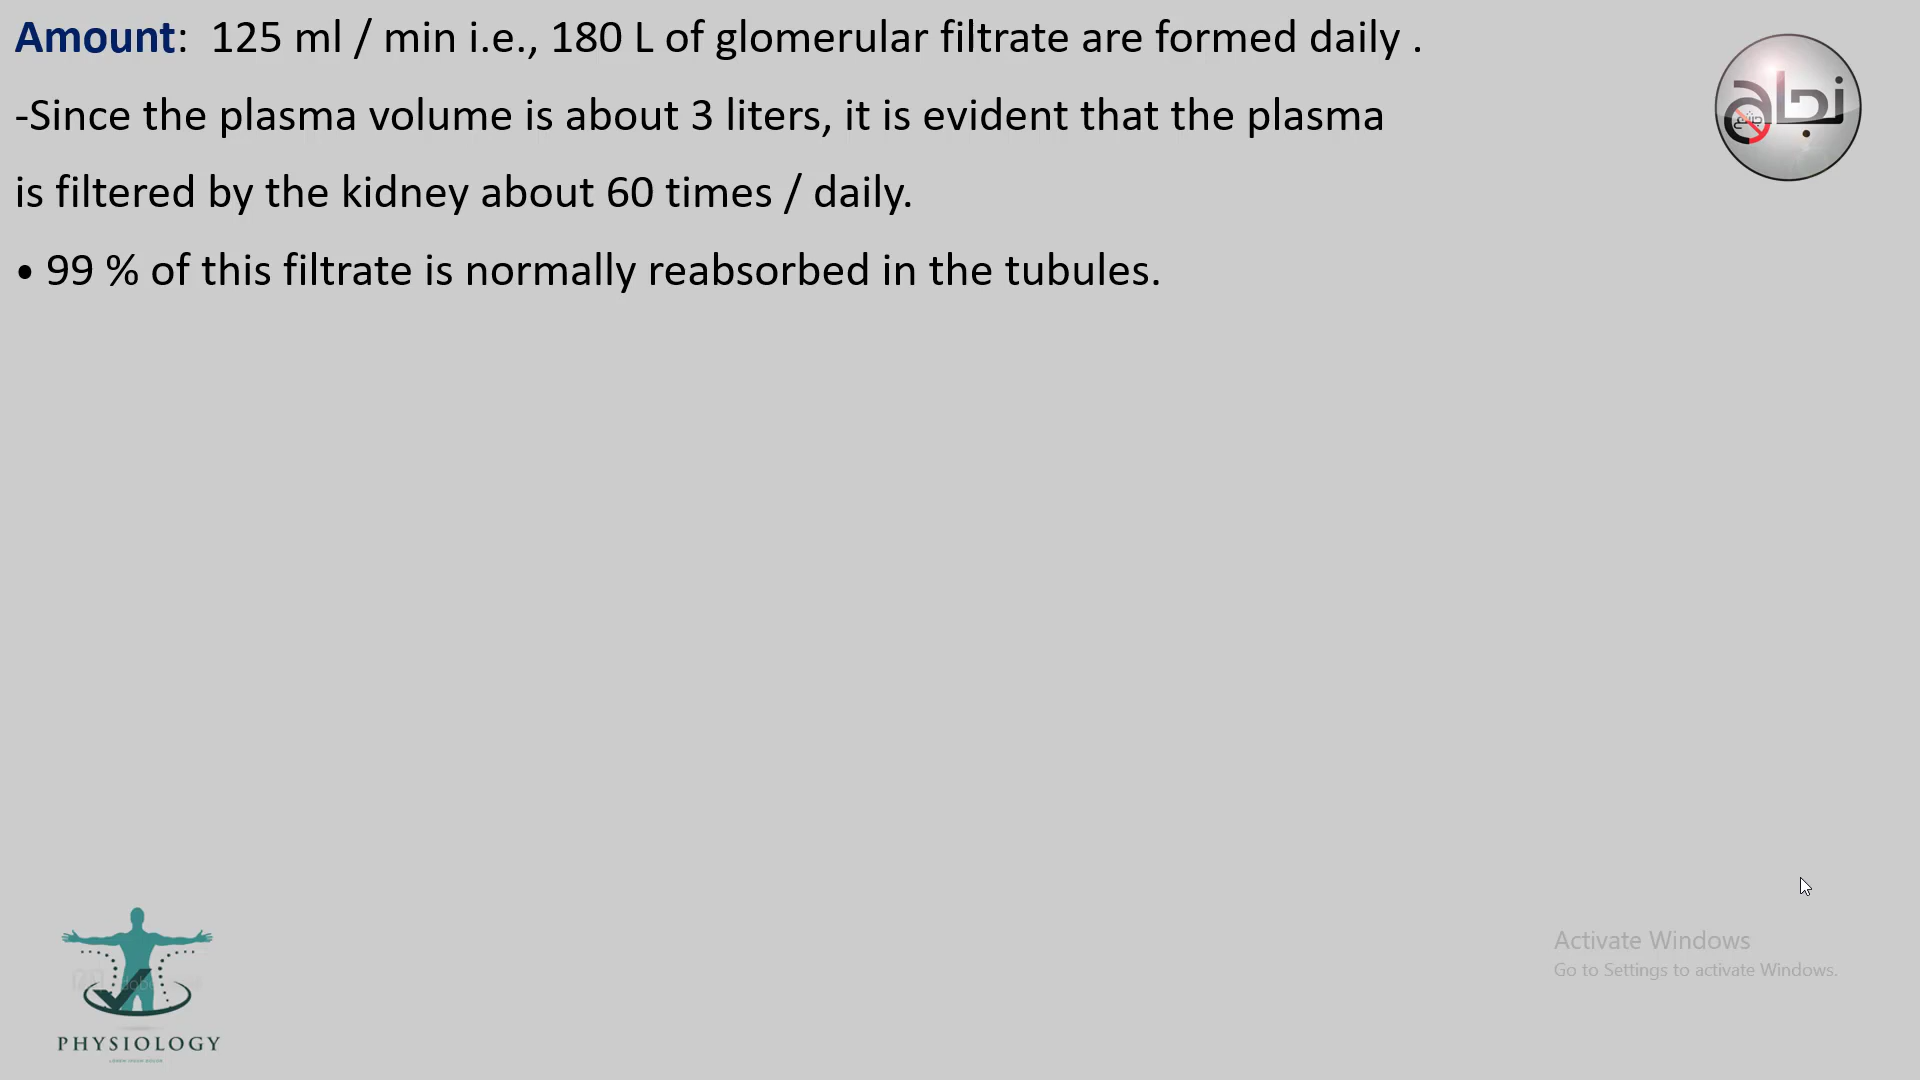 Amount:  125 ml / min i.e., 180 L of glomerular filtrate are formed daily .
-Since the plasma volume is about 3 liters, it is evident that the plasma
is filtered by the kidney about 60 times / daily.
• 99 % of this filtrate is normally reabsorbed in the tubules.
Activate Windows
Go to Settings to activate Windows.
PHYSIOLOGY